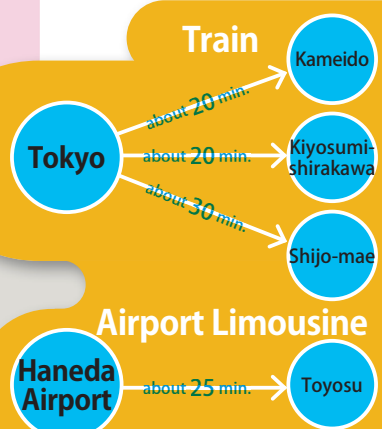 Train
Kameido
about 20 min.
Tokyo
about 20 min.
Kiyosumi-
shirakawa
about 30 min.
Shijo-mae
Airport Limousine
Haneda
Airport
about 25 min.
Toyosu